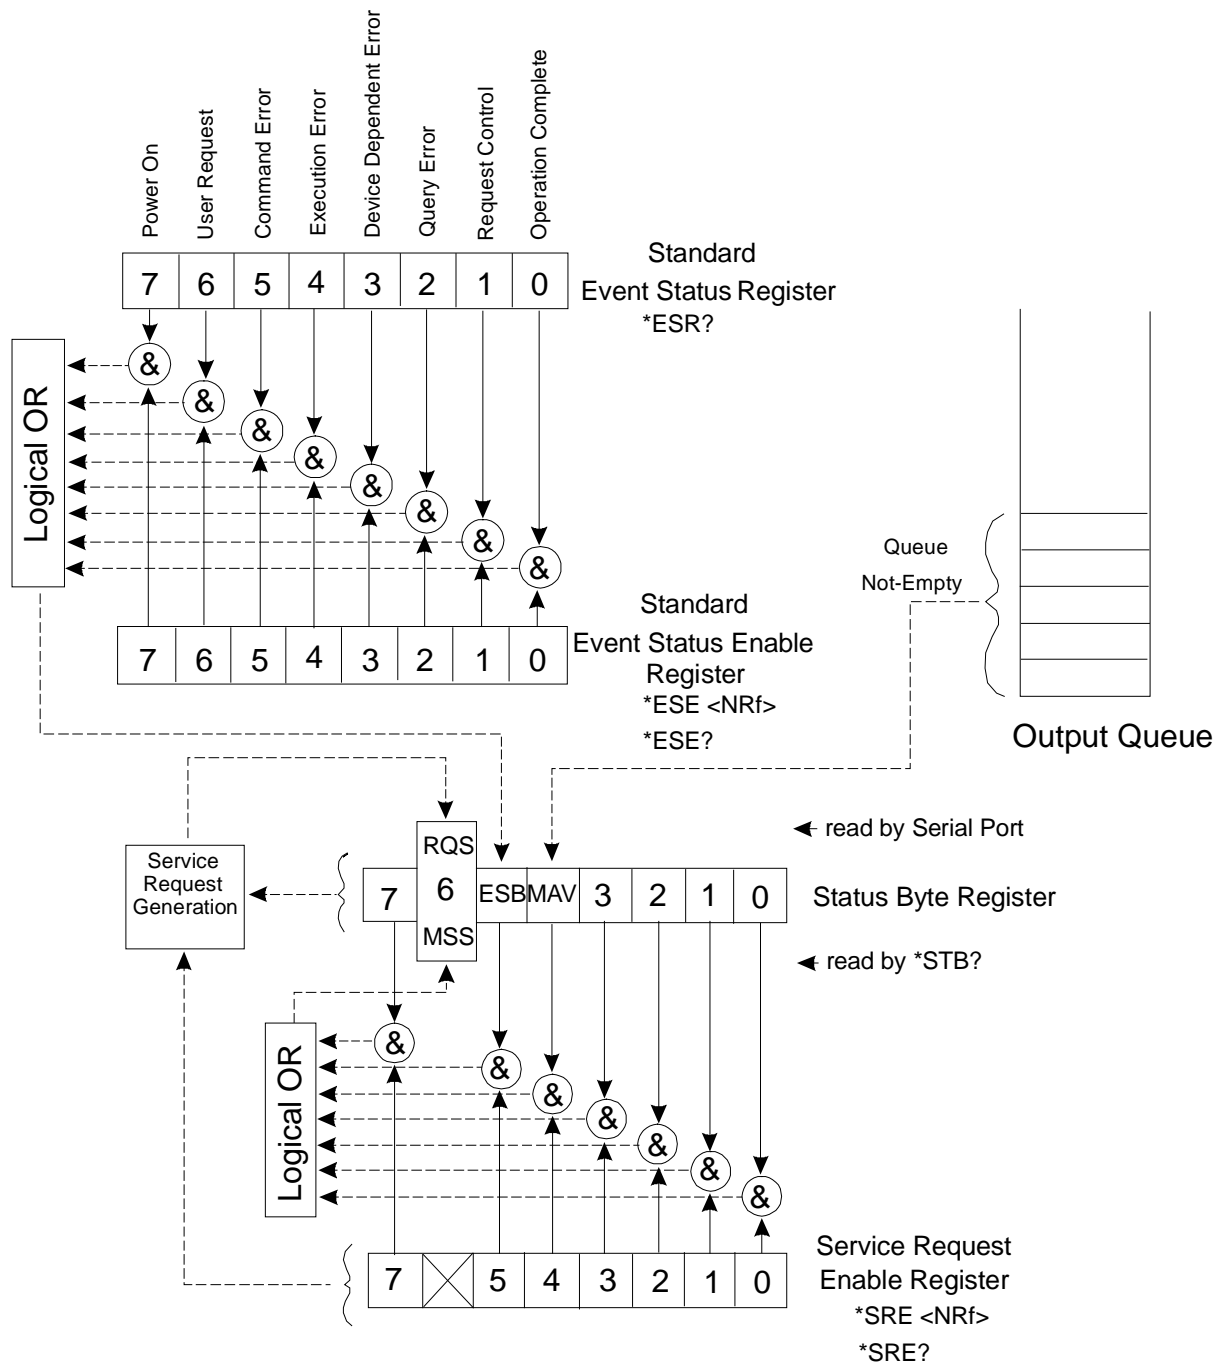 Power On
User Request
Command Error
Execution Error
Device Dependent Error
Query Error
Request Control
Operation Complete
7 6 5 4 3 2 1 0
Standard
Event Status Register
*ESR?
Logical OR
&
&
&
&
&
&
&
&
Queue
Not-Empty
Output Queue
7 6 5 4 3 2 1 0
Standard
Event Status Enable
Register
*ESE <NRf>
*ESE?
read by Serial Port
Service
Request
Generation
RQS
7 6 ESB MAV 3 2 1 0
MSS
Status Byte Register
read by *STB?
Logical OR
&
&
&
&
&
&
&
7 5 4 3 2 1 0
Service Request
Enable Register
*SRE <NRf>
*SRE?